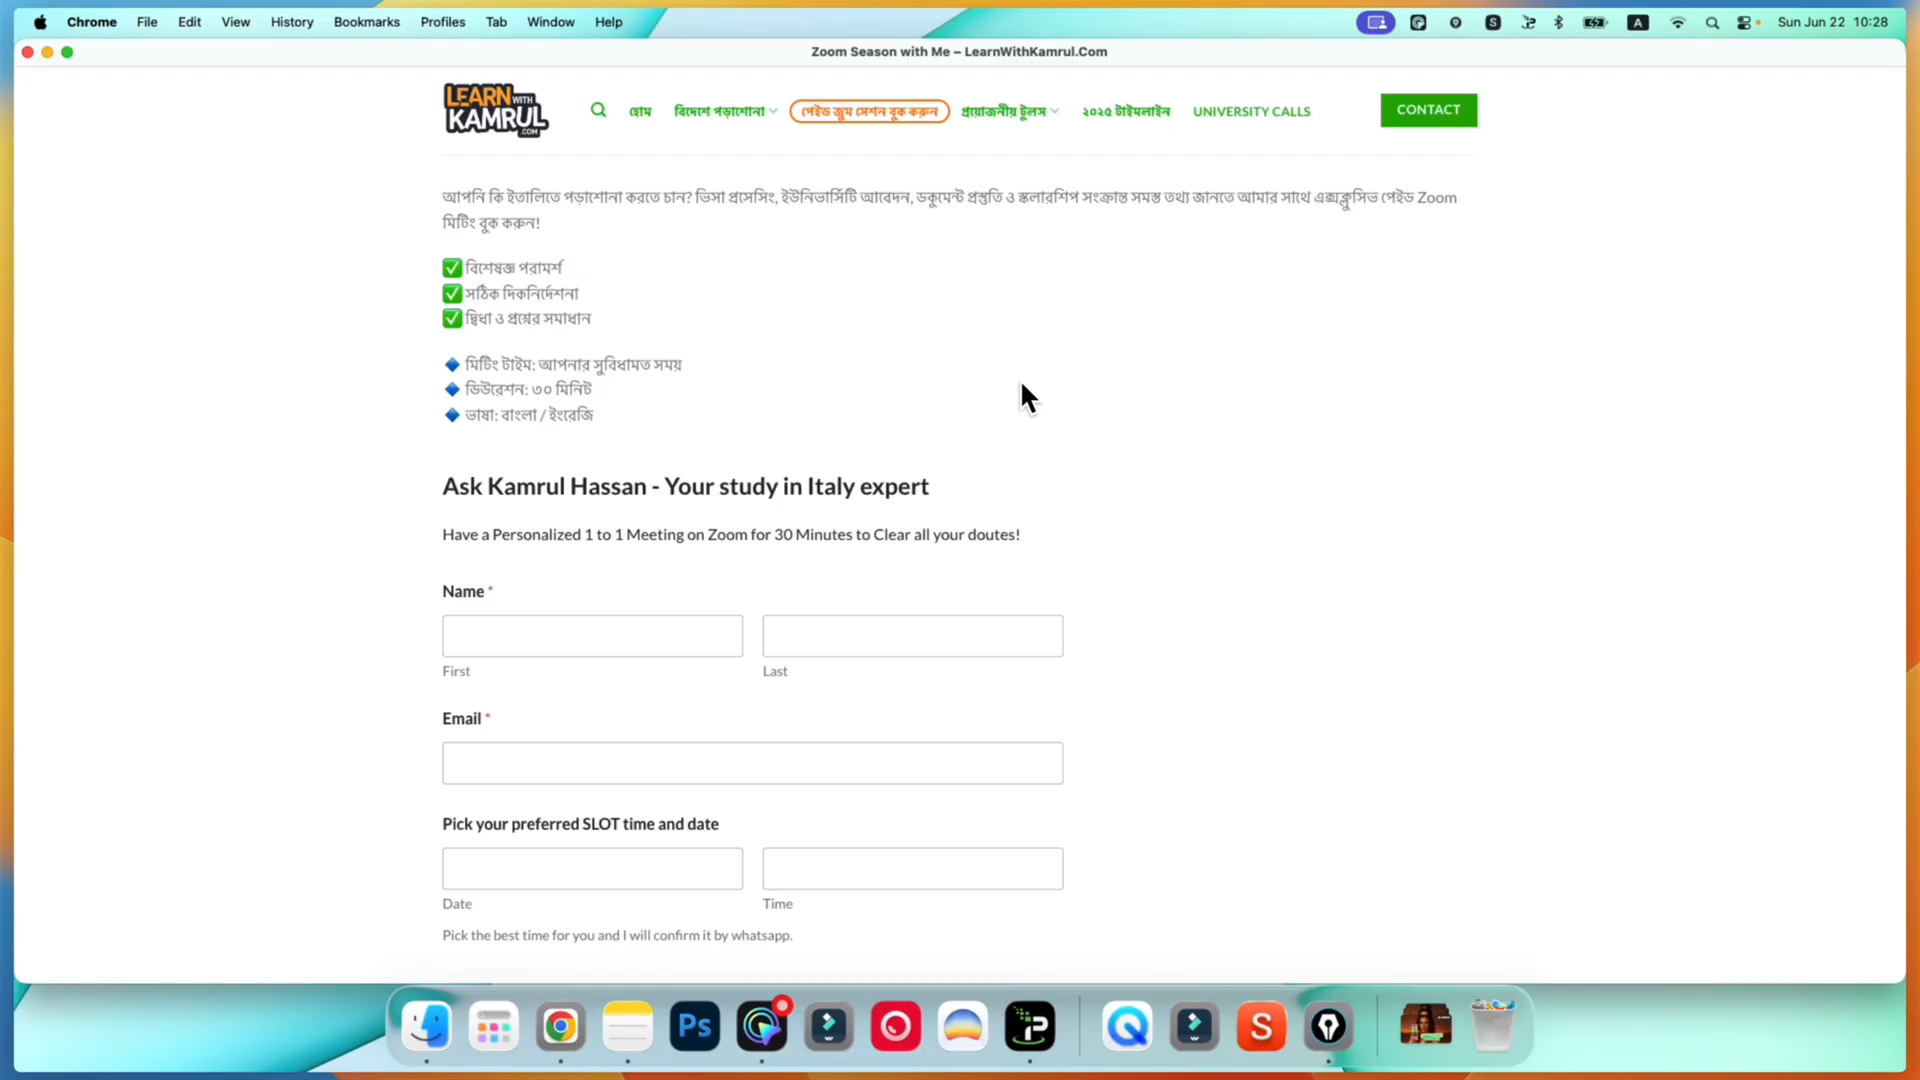 Chrome File Edit View History Bookmarks Profiles Tab Window Help
Sun Jun 22 10:28
Zoom Season with Me – LearnWithKamrul.Com
LEARN WITH
KAMRUL
.COM
হোম বিদেশে পড়াশোনা পেইড জুম সেশন বুক করুন প্রয়োজনীয় টুলস ২০২৫ টাইমলাইন UNIVERSITY CALLS CONTACT
আপনি কি ইতালিতে পড়াশোনা করতে চান? ভিসা প্রসেসিং, ইউনিভার্সিটি আবেদন, ডকুমেন্ট প্রস্তুতি ও স্কলারশিপ সংক্রান্ত সমস্ত তথ্য জানতে আমার সাথে এক্সক্লুসিভ পেইড Zoom
মিটিং বুক করুন!
✅ বিশেষজ্ঞ পরামর্শ
✅ সঠিক দিকনির্দেশনা
✅ দ্বিধা ও প্রশ্নের সমাধান
🔹 মিটিং টাইম: আপনার সুবিধামত সময়
🔹 ডিউরেশন: ৩০ মিনিট
🔹 ভাষা: বাংলা / ইংরেজি
Ask Kamrul Hassan - Your study in Italy expert
Have a Personalized 1 to 1 Meeting on Zoom for 30 Minutes to Clear all your doutes!
Name *
First Last
Email *
Pick your preferred SLOT time and date
Date Time
Pick the best time for you and I will confirm it by whatsapp.
Ps